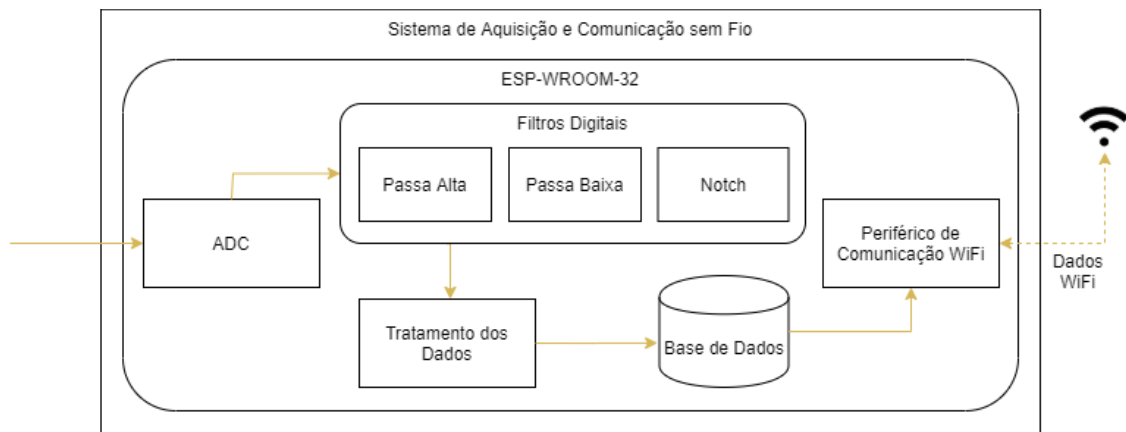 Sistema de Aquisição e Comunicação sem Fio
ESP-WROOM-32
Filtros Digitais
Passa Alta
Passa Baixa
Notch
ADC
Periférico de
Comunicação WiFi
Dados
WiFi
Tratamento dos
Dados
Base de Dados